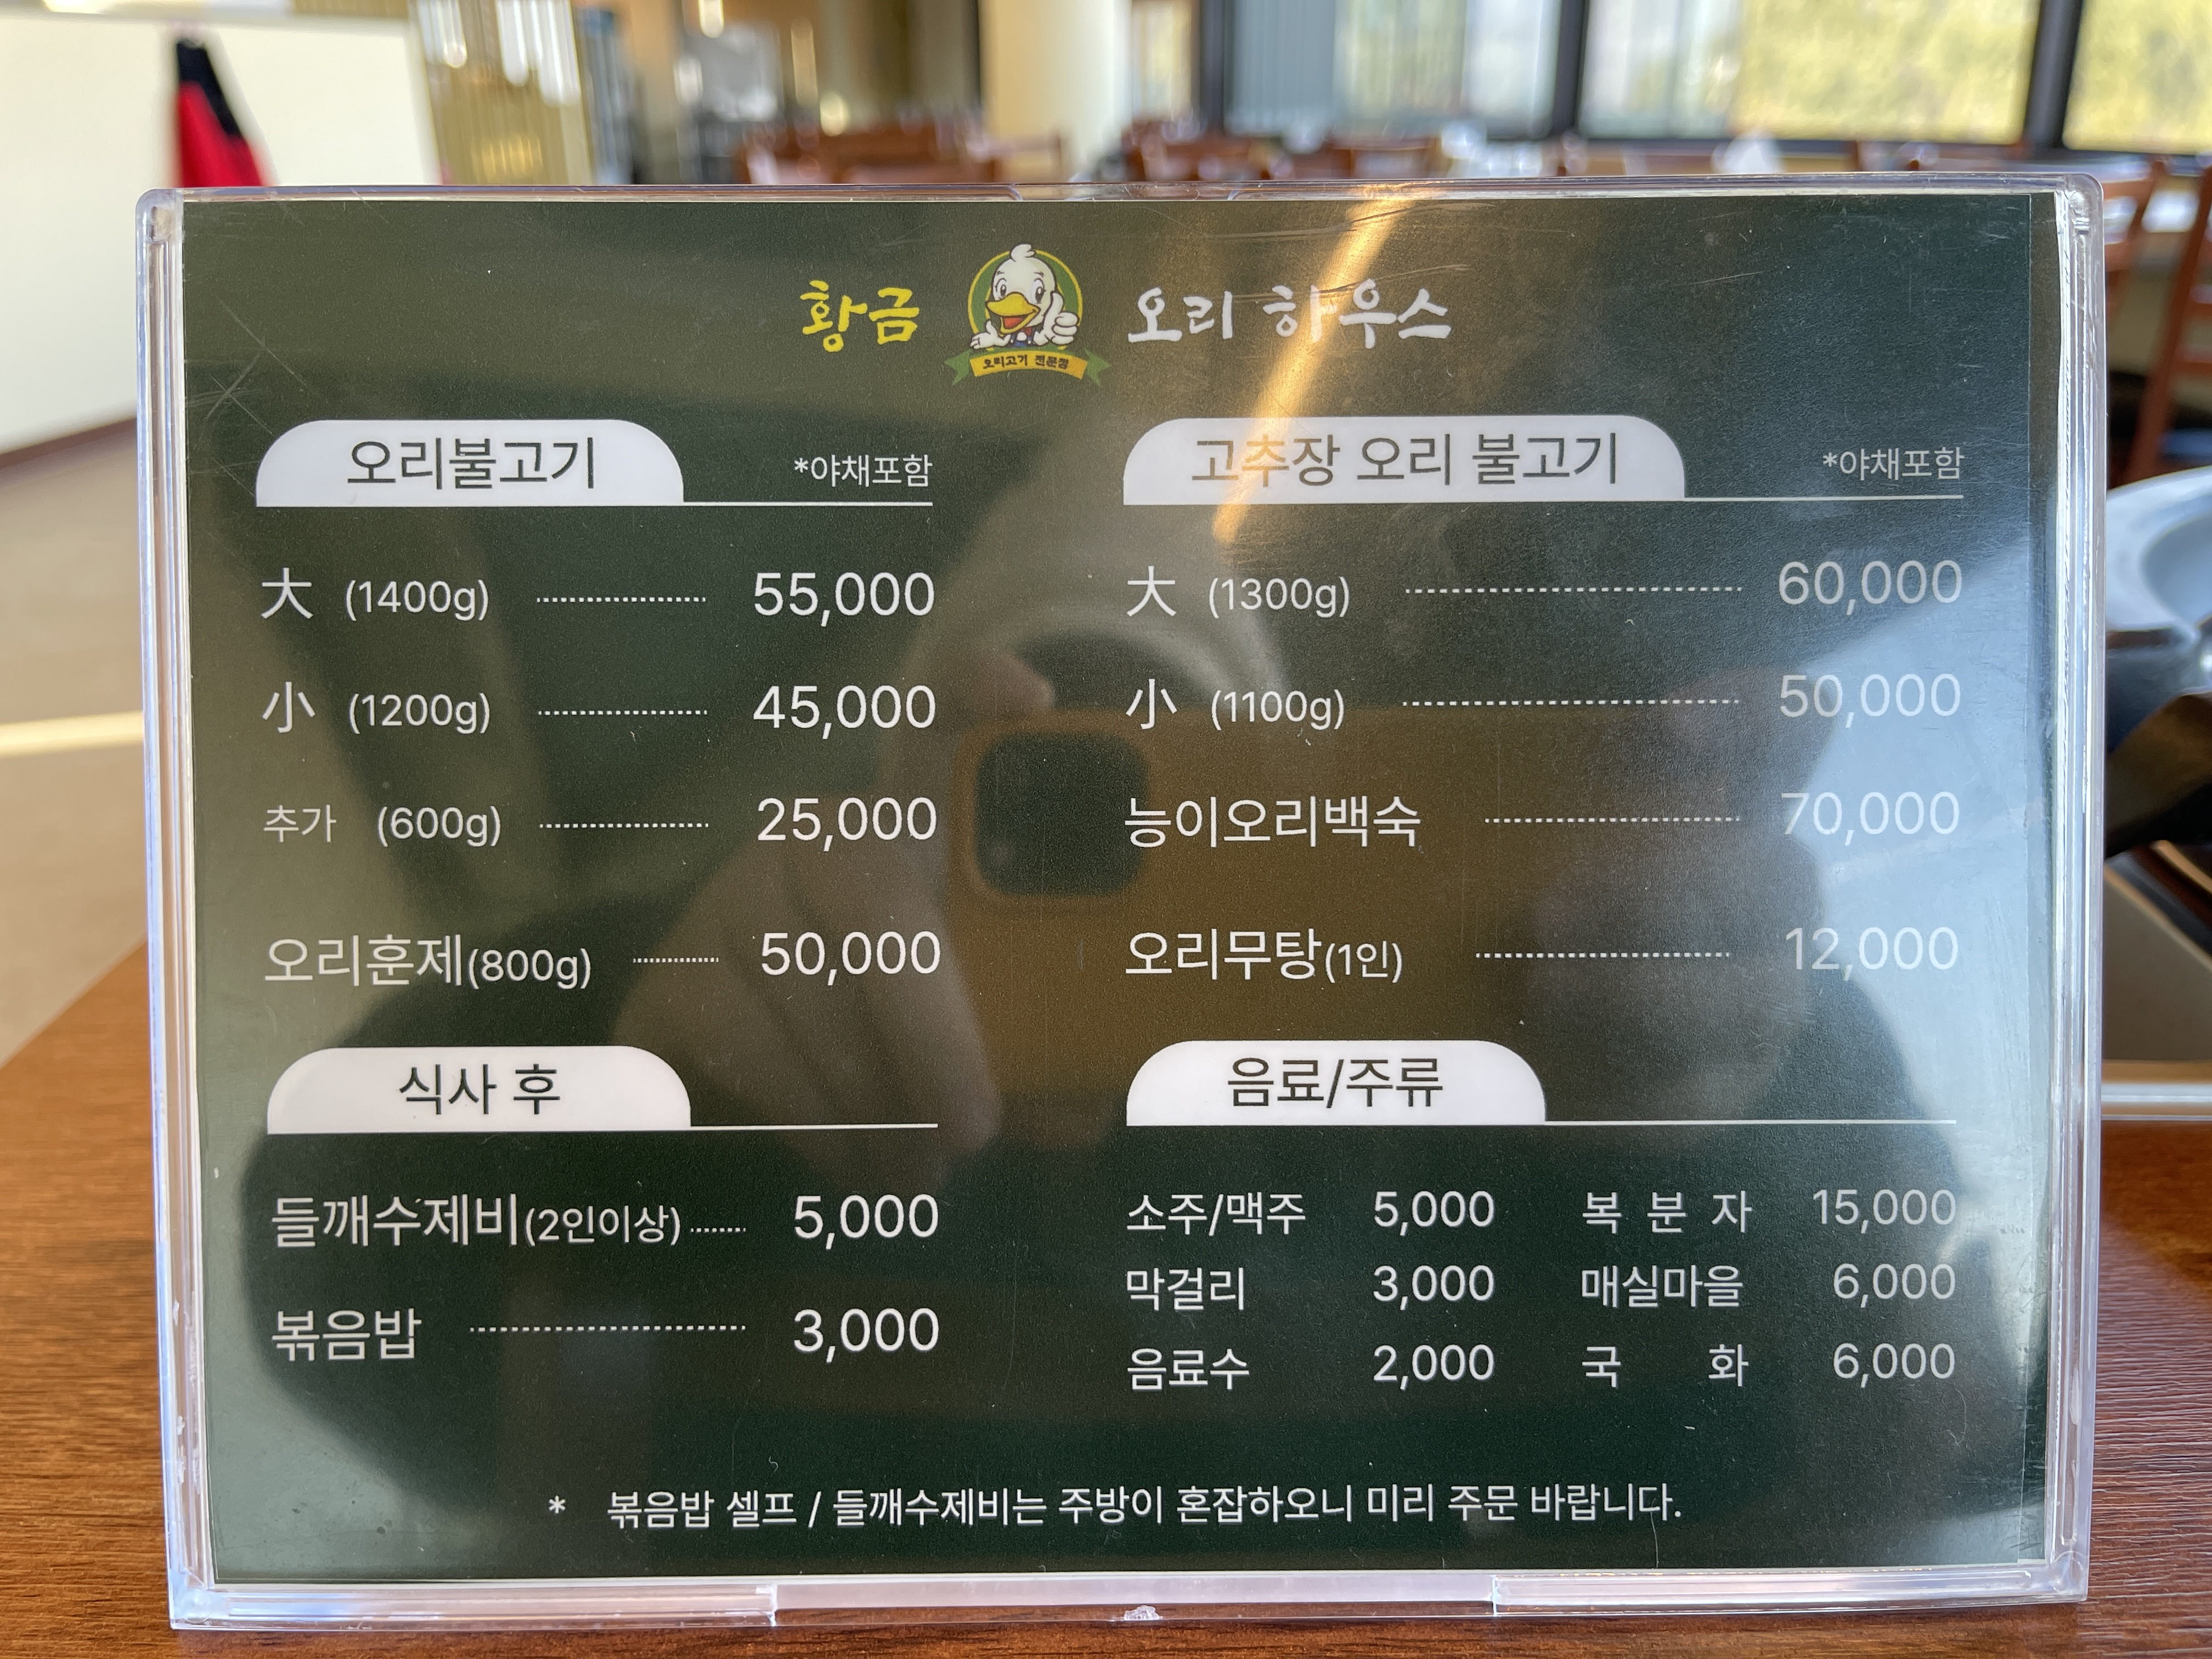 황금 오리 하우스
오리고기 전문점
오리불고기 *야채포함
大 (1400g) 55,000
小 (1200g) 45,000
추가 (600g) 25,000
오리훈제(800g) 50,000
고추장 오리 불고기 *야채포함
大 (1300g) 60,000
小 (1100g) 50,000
능이오리백숙 70,000
오리무탕(1인) 12,000
식사 후
들깨수제비(2인이상) 5,000
볶음밥 3,000
음료/주류
소주/맥주 5,000 복 분 자 15,000
막걸리 3,000 매실마을 6,000
음료수 2,000 국 화 6,000
* 볶음밥 셀프 / 들깨수제비는 주방이 혼잡하오니 미리 주문 바랍니다.